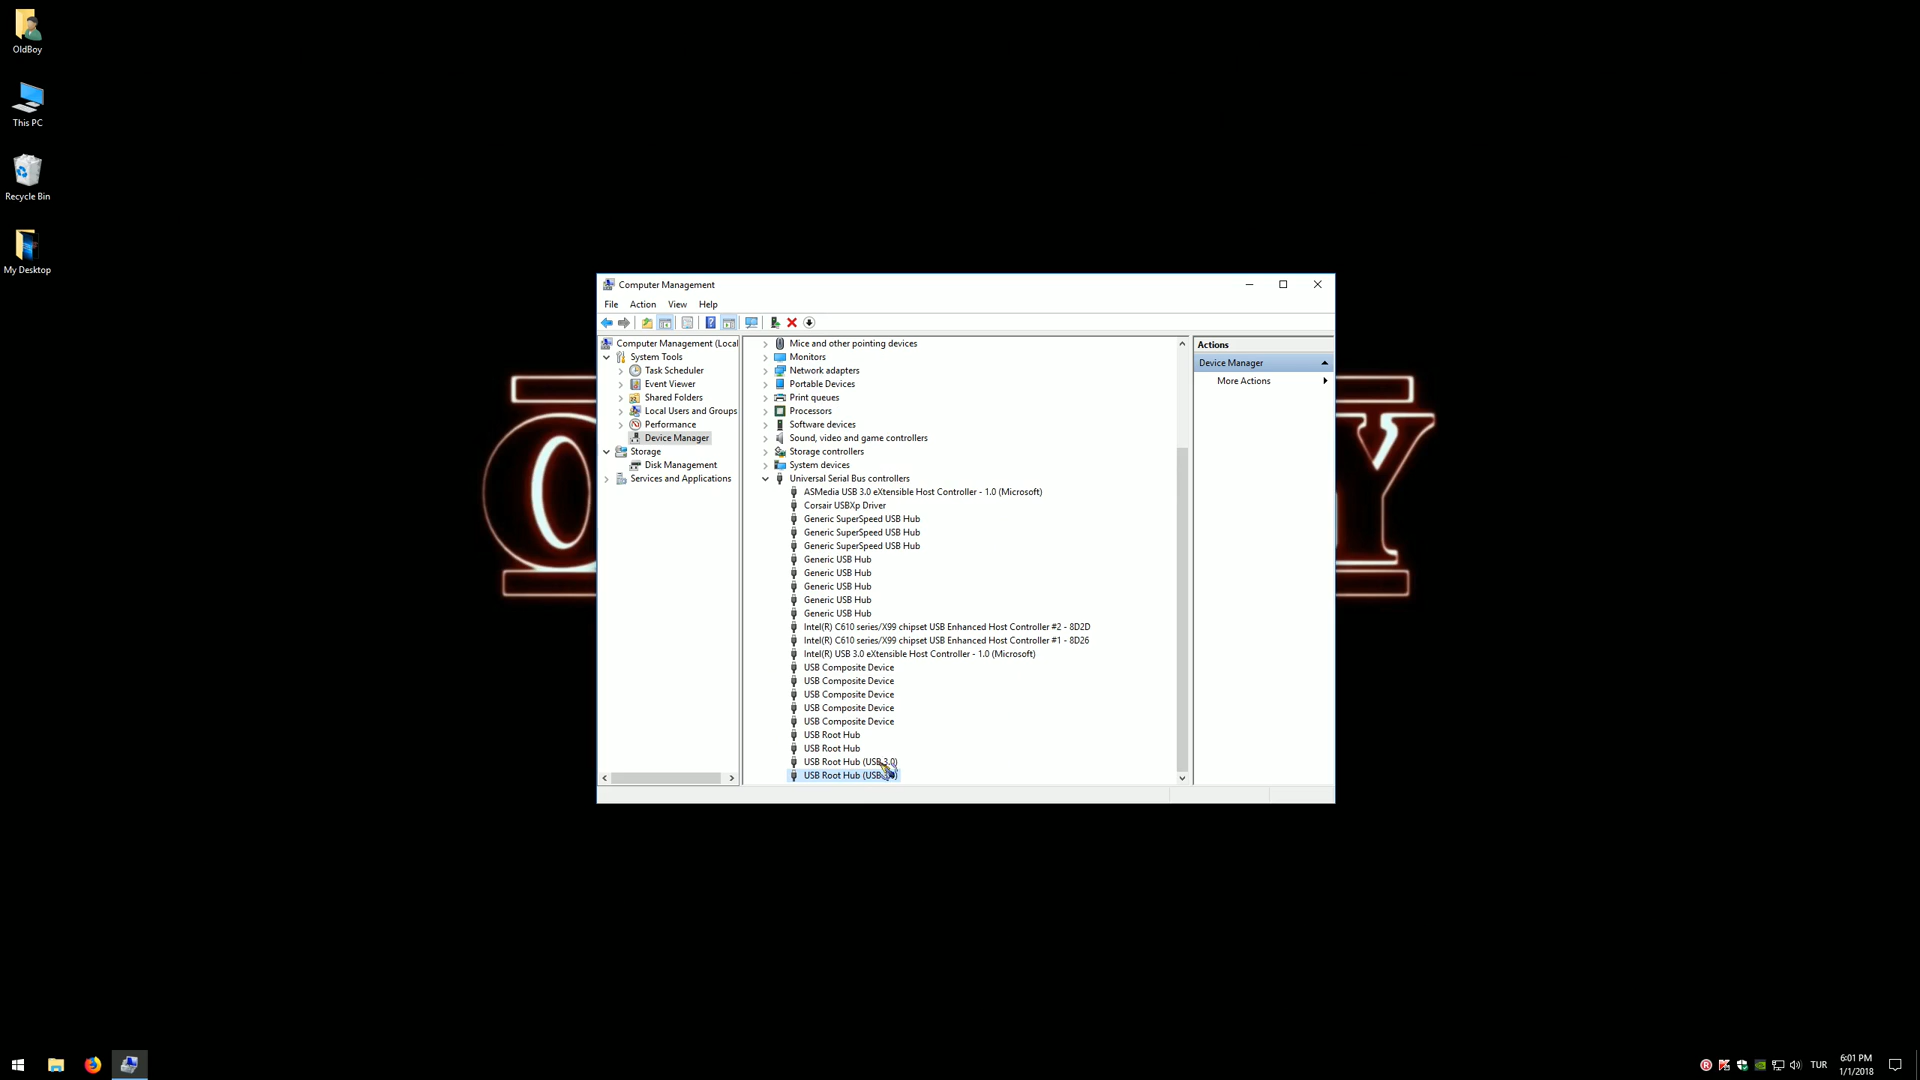 OldBoy
This PC
Recycle Bin
My Desktop
Computer Management
File Action View Help
Computer Management (Local
System Tools
Task Scheduler
Event Viewer
Shared Folders
Local Users and Groups
Performance
Device Manager
Storage
Disk Management
Services and Applications
Mice and other pointing devices
Monitors
Network adapters
Portable Devices
Print queues
Processors
Software devices
Sound, video and game controllers
Storage controllers
System devices
Universal Serial Bus controllers
ASMedia USB 3.0 eXtensible Host Controller - 1.0 (Microsoft)
Corsair USBXp Driver
Generic SuperSpeed USB Hub
Generic SuperSpeed USB Hub
Generic SuperSpeed USB Hub
Generic USB Hub
Generic USB Hub
Generic USB Hub
Generic USB Hub
Generic USB Hub
Intel(R) C610 series/X99 chipset USB Enhanced Host Controller #2 - 8D2D
Intel(R) C610 series/X99 chipset USB Enhanced Host Controller #1 - 8D26
Intel(R) USB 3.0 eXtensible Host Controller - 1.0 (Microsoft)
USB Composite Device
USB Composite Device
USB Composite Device
USB Composite Device
USB Composite Device
USB Root Hub
USB Root Hub
USB Root Hub (USB 3.0)
USB Root Hub
Actions
Device Manager
More Actions
O
Y
TUR
6:01 PM
1/1/2018